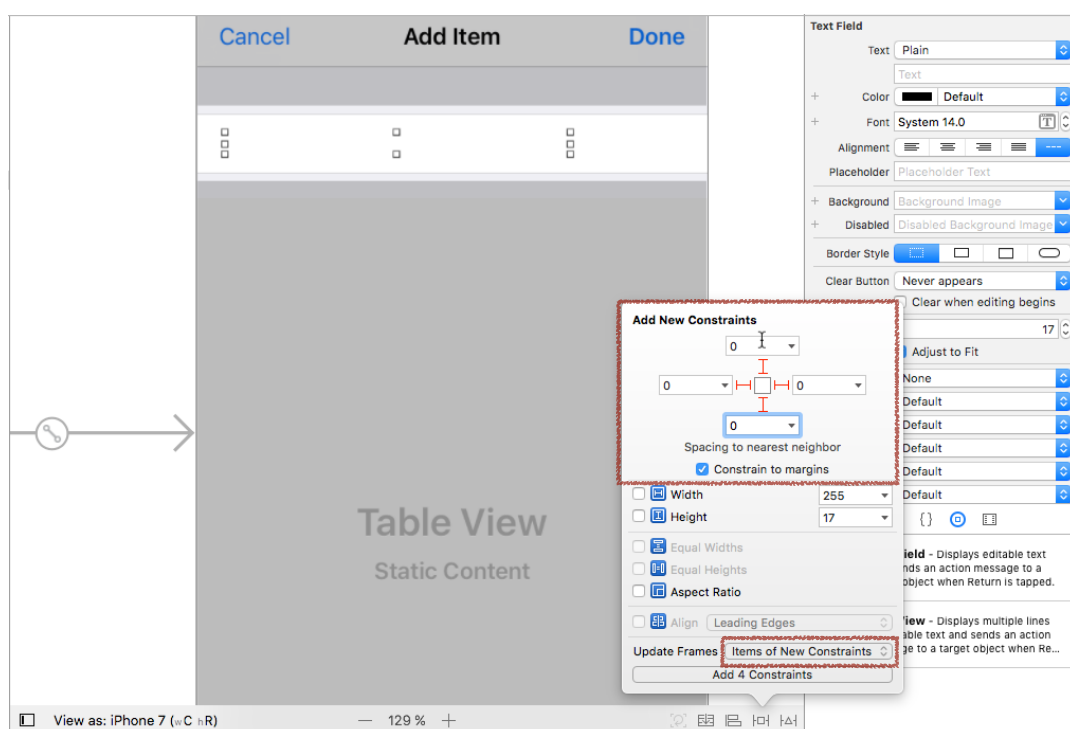 Cancel Add Item Done
Table View
Static Content
View as: iPhone 7 (wC hR) — 129 % +
Add New Constraints
0
0 0
0
Spacing to nearest neighbor
Constrain to margins
Width 255
Height 17
Equal Widths
Equal Heights
Aspect Ratio
Align Leading Edges
Update Frames Items of New Constraints
Add 4 Constraints
Text Field
Text Plain
Text
+ Color Default
+ Font System 14.0 T
Alignment ---
Placeholder Placeholder Text
+ Background Background Image
+ Disabled Disabled Background Image
Border Style
Clear Button Never appears
Clear when editing begins
17
Adjust to Fit
None
Default
Default
Default
Default
Default
{}
ield - Displays editable text
nds an action message to a
object when Return is tapped.
iew - Displays multiple lines
able text and sends an action
ge to a target object when Re...